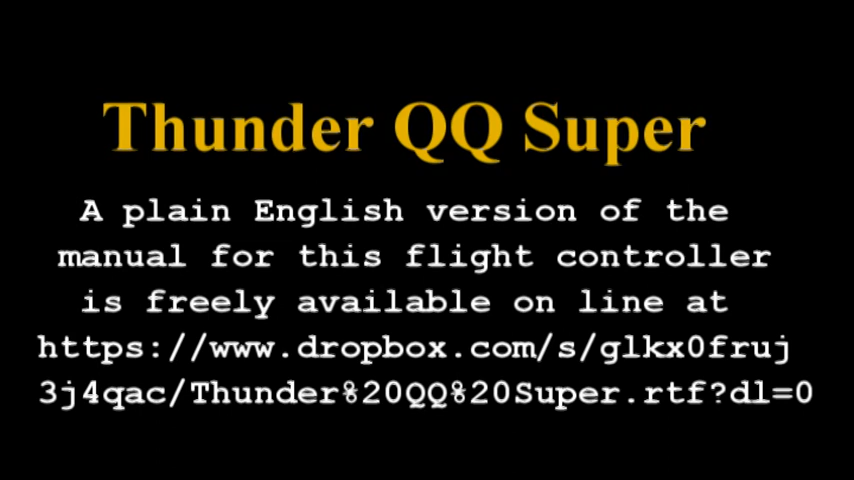 Thunder QQ Super
A plain English version of the
manual for this flight controller
is freely available on line at
https://www.dropbox.com/s/glkx0fruj
3j4qac/Thunder%20QQ%20Super.rtf?dl=0